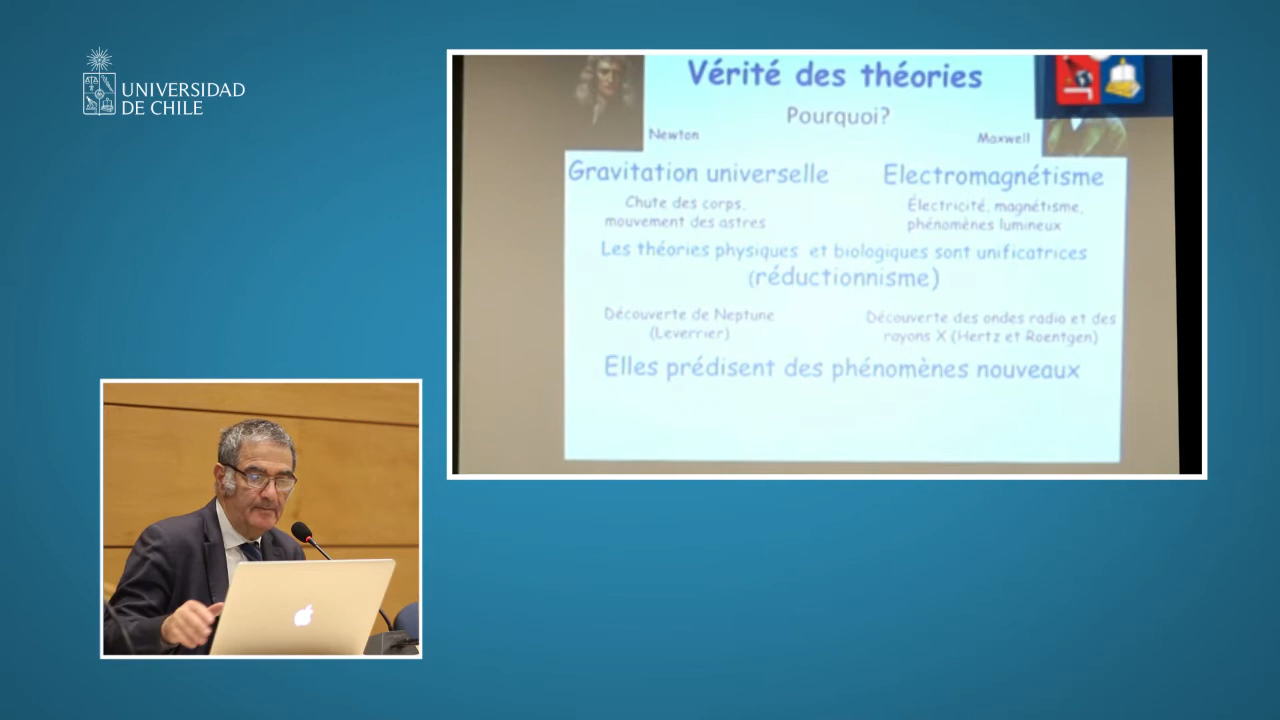 UNIVERSIDAD
DE CHILE
Vérité des théories
Pourquoi?
Newton
Maxwell
Gravitation universelle
Electromagnétisme
Chute des corps,
mouvement des astres
Électricité, magnétisme,
phénomènes lumineux
Les théories physiques et biologiques sont unificatrices
(réductionnisme)
Découverte de Neptune
(Leverrier)
Découverte des ondes radio et des
rayons X (Hertz et Roentgen)
Elles prédisent des phénomènes nouveaux